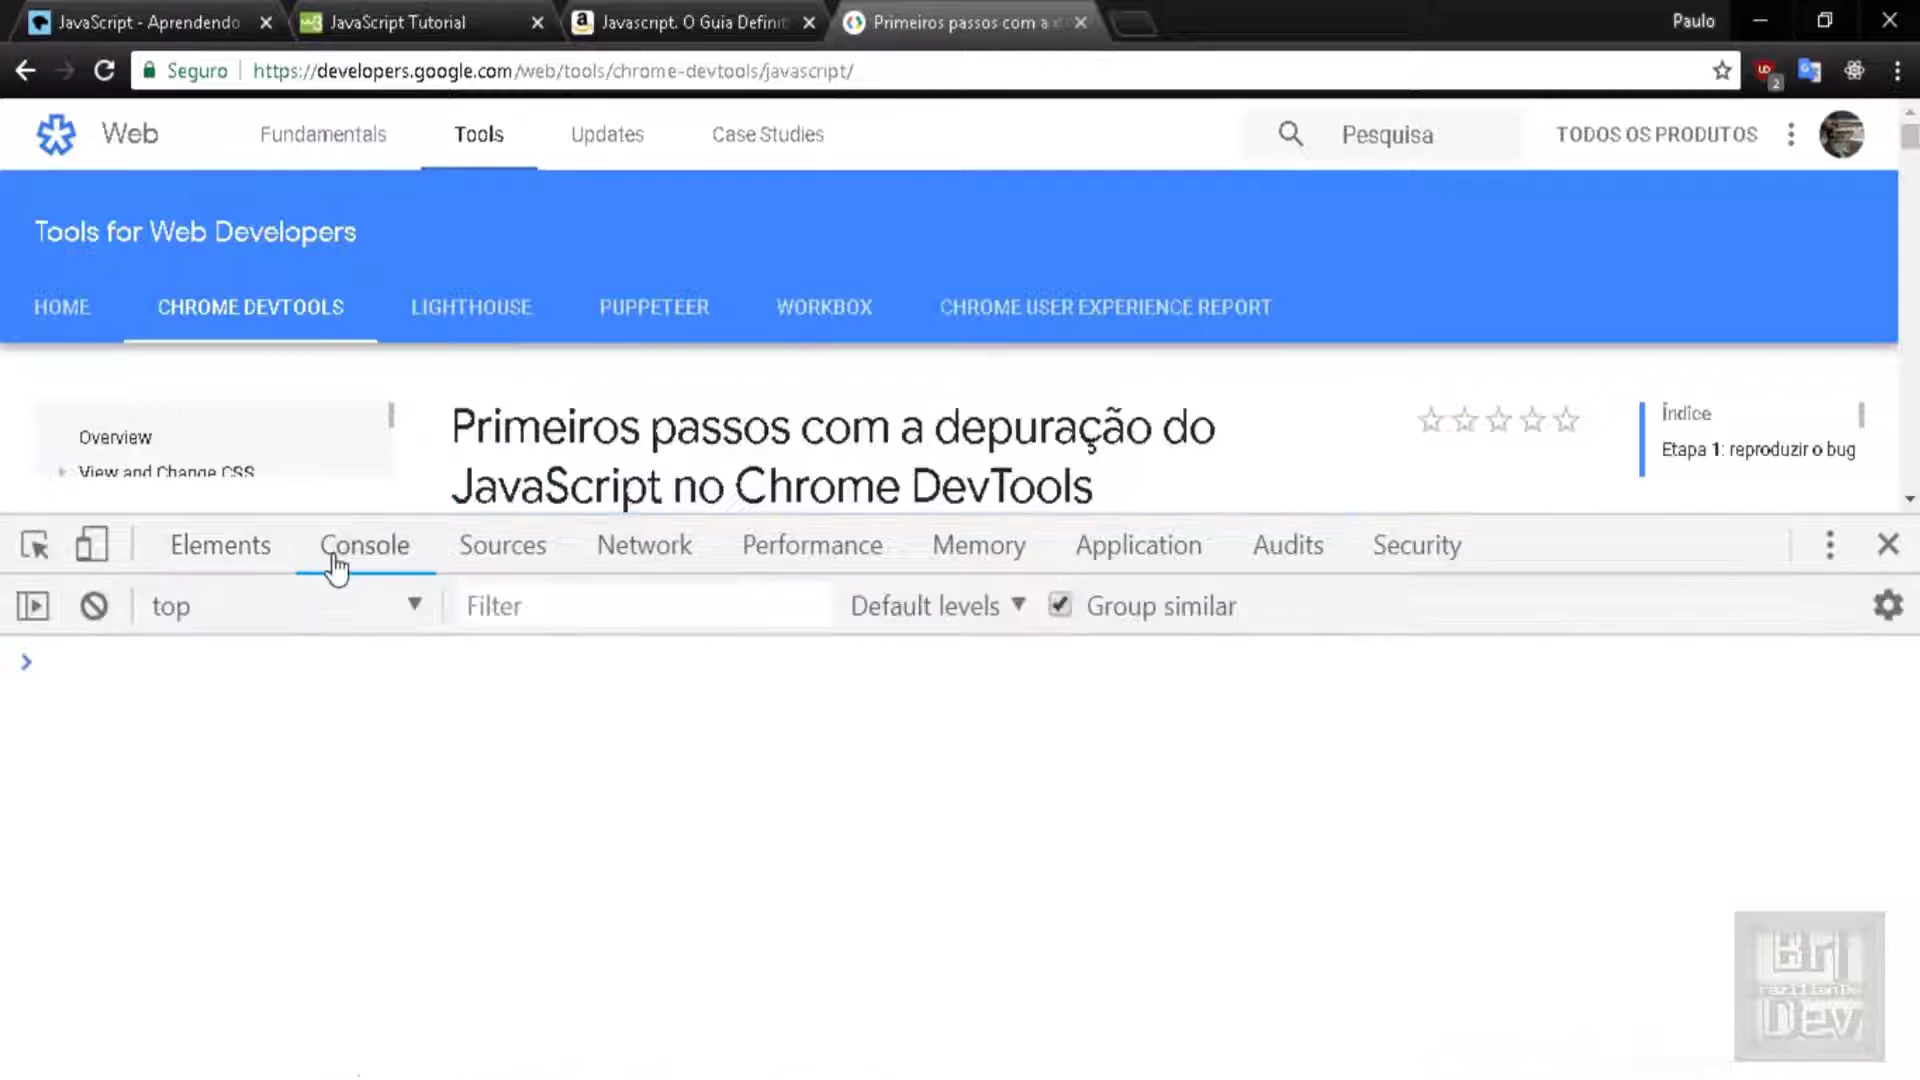 JavaScript - Aprendendo
JavaScript Tutorial
Javascript. O Guia Definit
Primeiros passos com a
Paulo
Seguro
https://developers.google.com/web/tools/chrome-devtools/javascript/
2
Web
Fundamentals
Tools
Updates
Case Studies
Pesquisa
TODOS OS PRODUTOS
Tools for Web Developers
HOME
CHROME DEVTOOLS
LIGHTHOUSE
PUPPETEER
WORKBOX
CHROME USER EXPERIENCE REPORT
Overview
View and Change CSS
Primeiros passos com a depuração do
JavaScript no Chrome DevTools
Índice
Etapa 1: reproduzir o bug
Elements
Console
Sources
Network
Performance
Memory
Application
Audits
Security
top
Filter
Default levels
Group similar
Dev